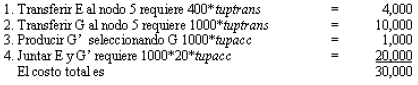 1. Transferir E al nodo 5 requiere 400*tuptrans = 4,000
2. Transferir G al nodo 5 requiere 1000*tuptrans = 10,000
3. Producir G’ seleccionando G 1000*tupacc = 1,000
4. Juntar E y G’ requiere 1000*20*tupacc = 20,000
El costo total es 30,000